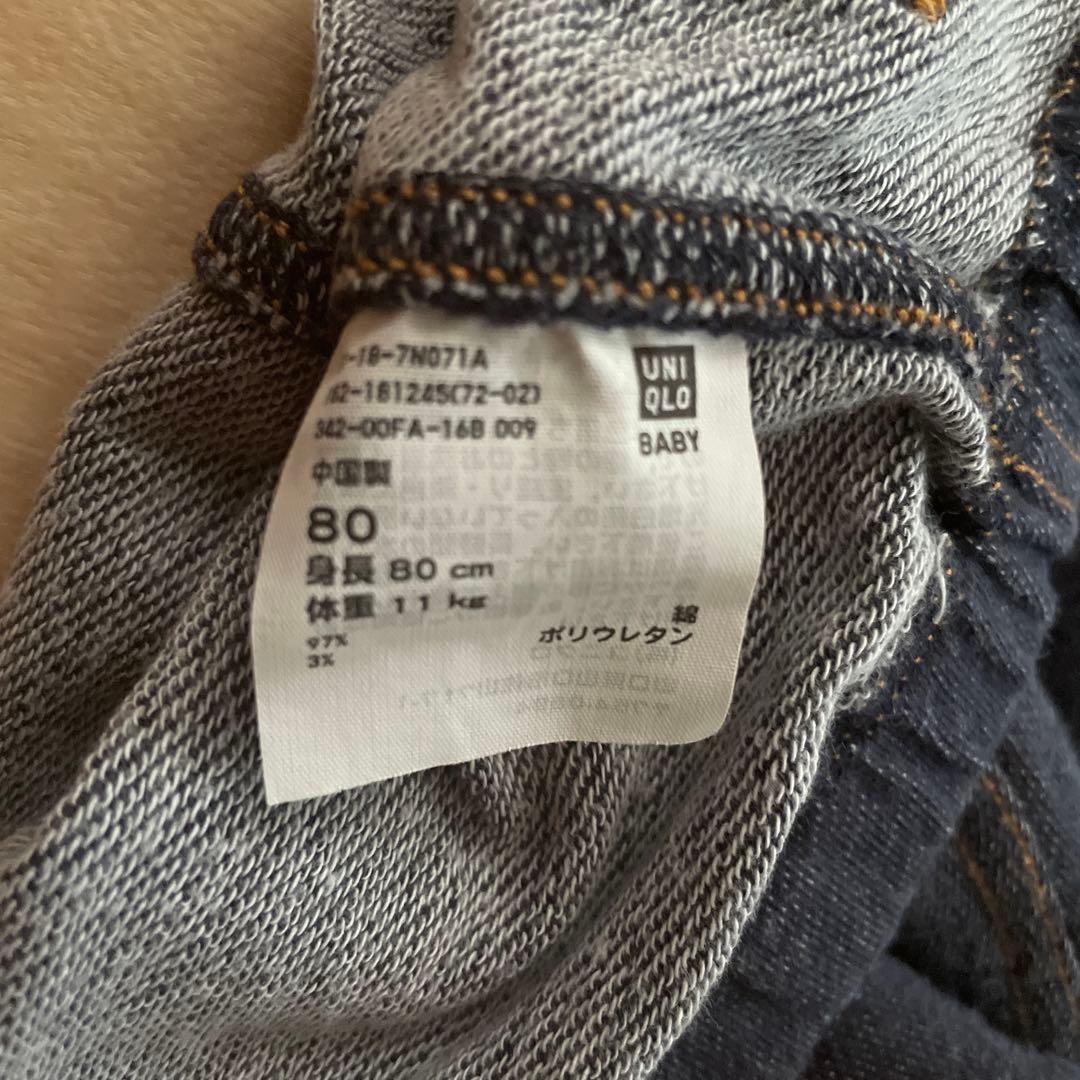 -18-7N071A
62-181245(72-02)
342-00FA-16B 009
UNI
QLO
BABY
中国製
80
身長 80 cm
体重 11 kg
綿
97%
ポリウレタン
3%